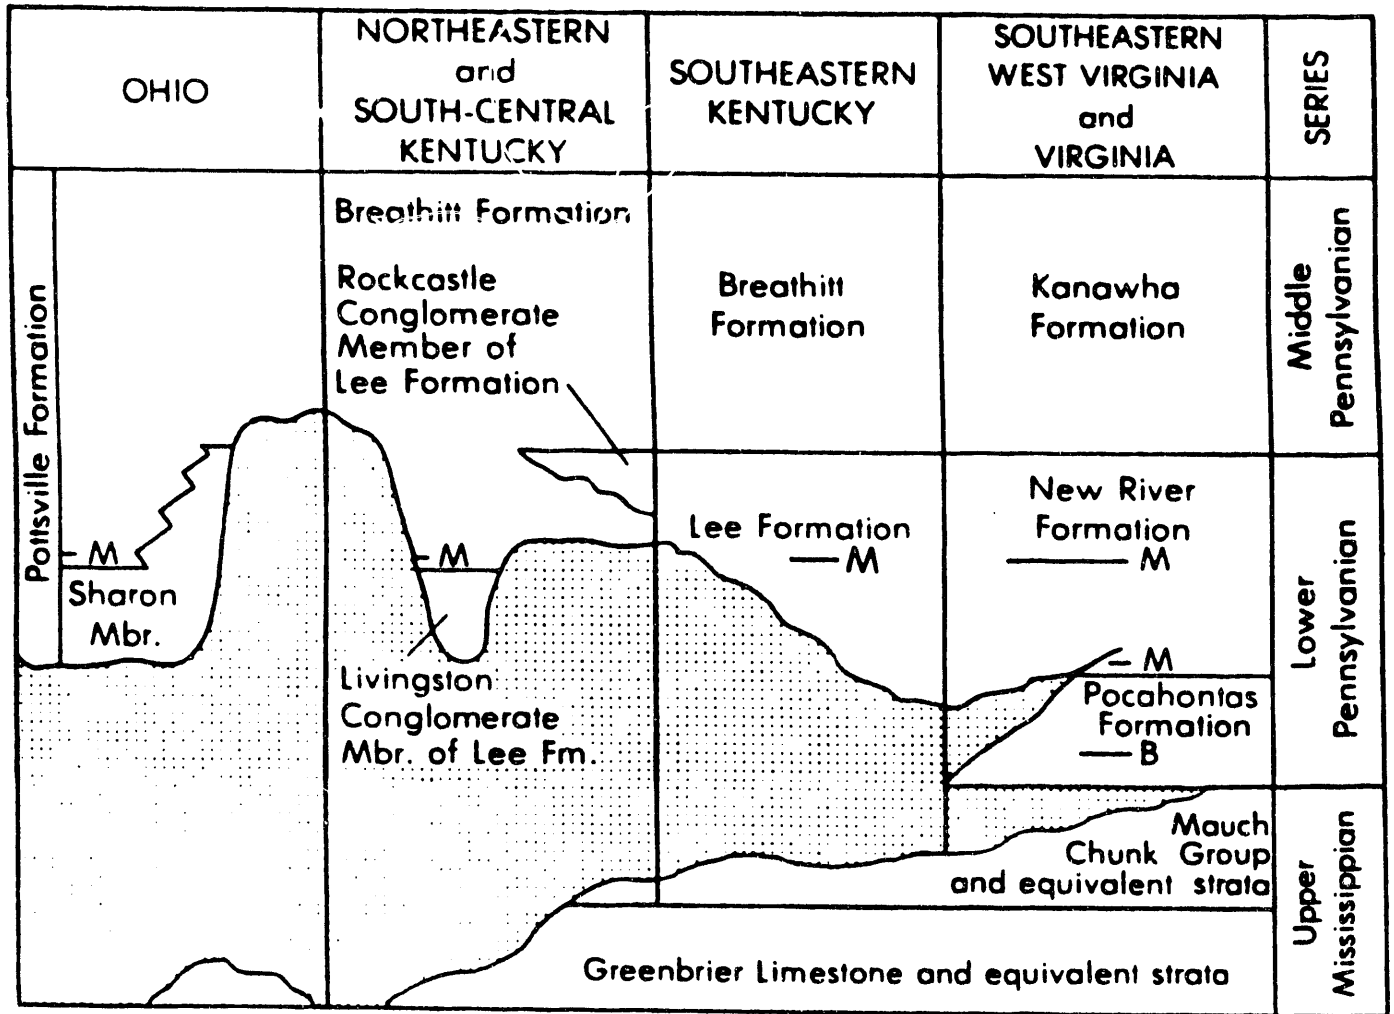 OHIO
NORTHEASTERN
and
SOUTH-CENTRAL
KENTUCKY
SOUTHEASTERN
KENTUCKY
SOUTHEASTERN
WEST VIRGINIA
and
VIRGINIA
SERIES
Pottsville Formation
M
Sharon
Mbr.
Breathitt Formation
Rockcastle
Conglomerate
Member of
Lee Formation
M
Livingston
Conglomerate
Mbr. of Lee Fm.
Breathitt
Formation
Lee Formation
M
Kanawha
Formation
New River
Formation
M
M
Pocahontas
Formation
B
Mauch
Chunk Group
and equivalent strata
Greenbrier Limestone and equivalent strata
Middle
Pennsylvanian
Lower
Pennsylvanian
Upper
Mississippian